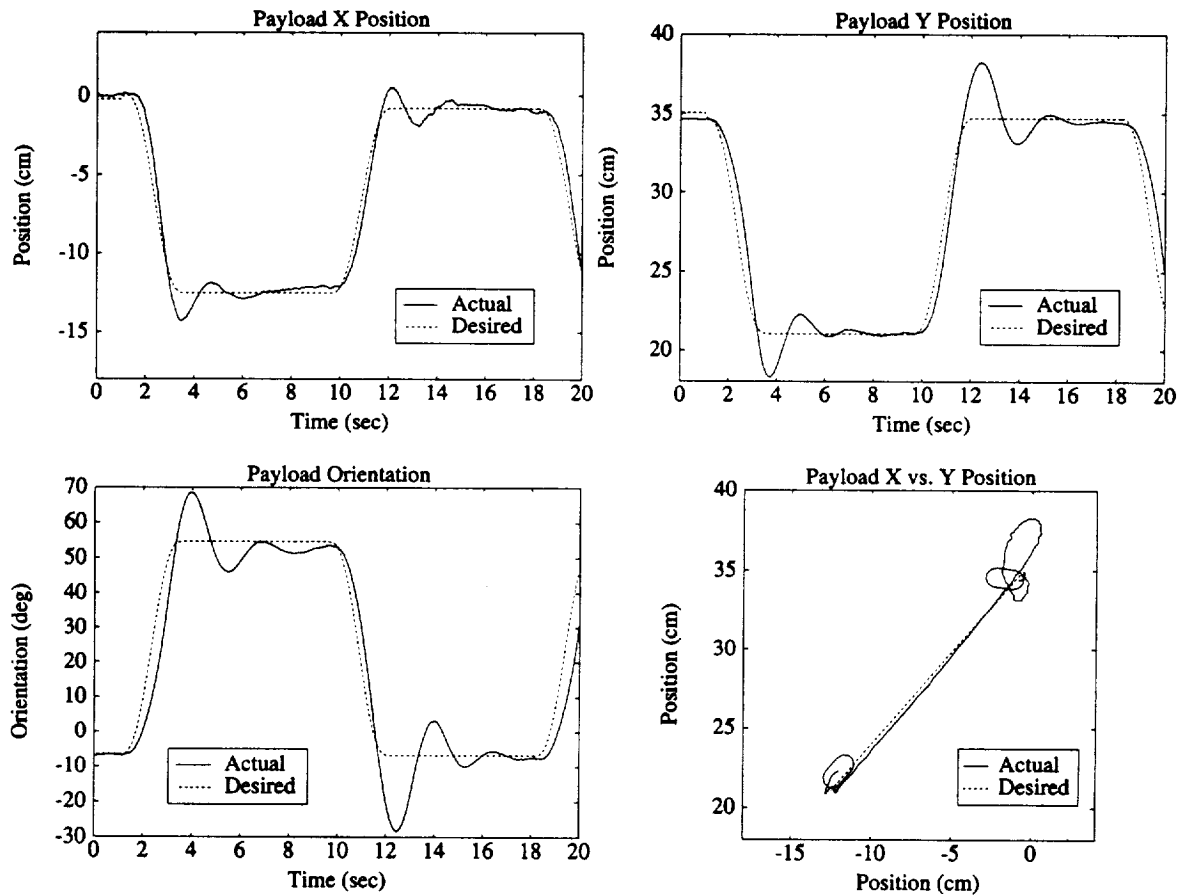 Payload X Position
0
-5
-10
-15
Position (cm)
Actual
Desired
0 2 4 6 8 10 12 14 16 18 20
Time (sec)
Payload Y Position
40
35
30
25
20
Position (cm)
Actual
Desired
0 2 4 6 8 10 12 14 16 18 20
Time (sec)
Payload Orientation
70
60
50
40
30
20
10
0
-10
-20
-30
Orientation (deg)
Actual
Desired
0 2 4 6 8 10 12 14 16 18 20
Time (sec)
Payload X vs. Y Position
40
35
30
25
20
Position (cm)
Actual
Desired
-15 -10 -5 0
Position (cm)